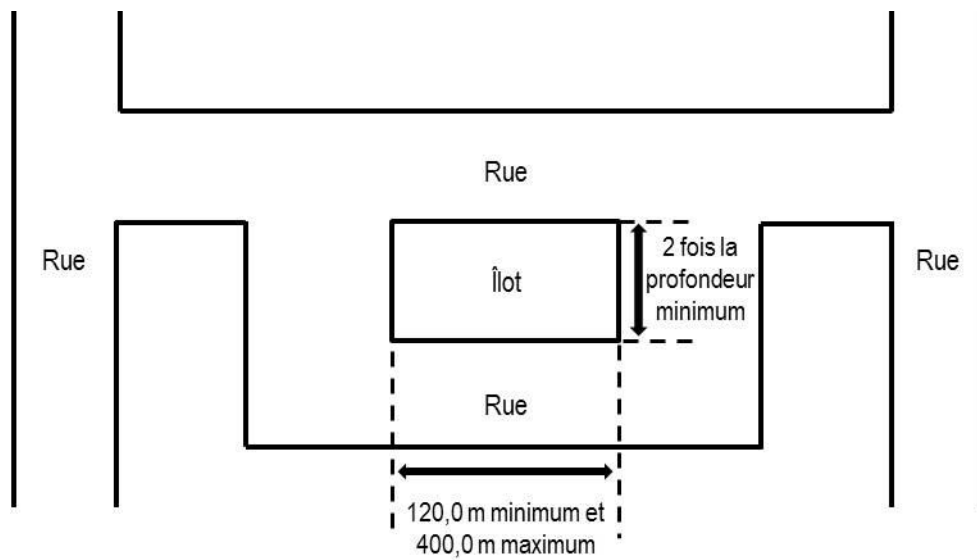 Rue
Rue
Îlot
2 fois la
profondeur
minimum
Rue
Rue
120,0 m minimum et
400,0 m maximum